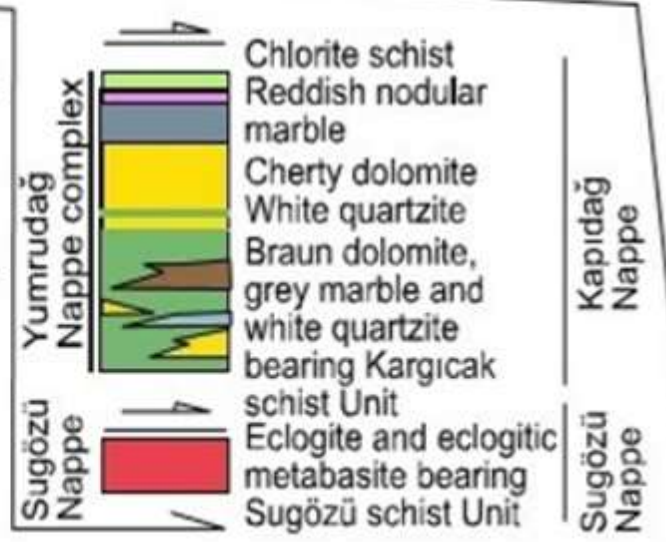 Chlorite schist
Reddish nodular
marble
Cherty dolomite
White quartzite
Braun dolomite,
grey marble and
white quartzite
bearing Kargıcak
schist Unit
Eclogite and eclogitic
metabasite bearing
Sugözü schist Unit
Yumrudağ
Nappe complex
Sugözü
Nappe
Kapıdağ
Nappe
Sugözü
Nappe